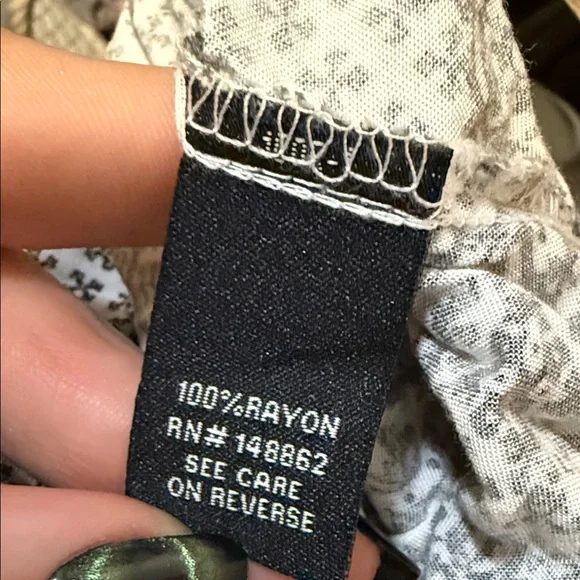 100%RAYON
RN# 148862
SEE CARE
ON REVERSE